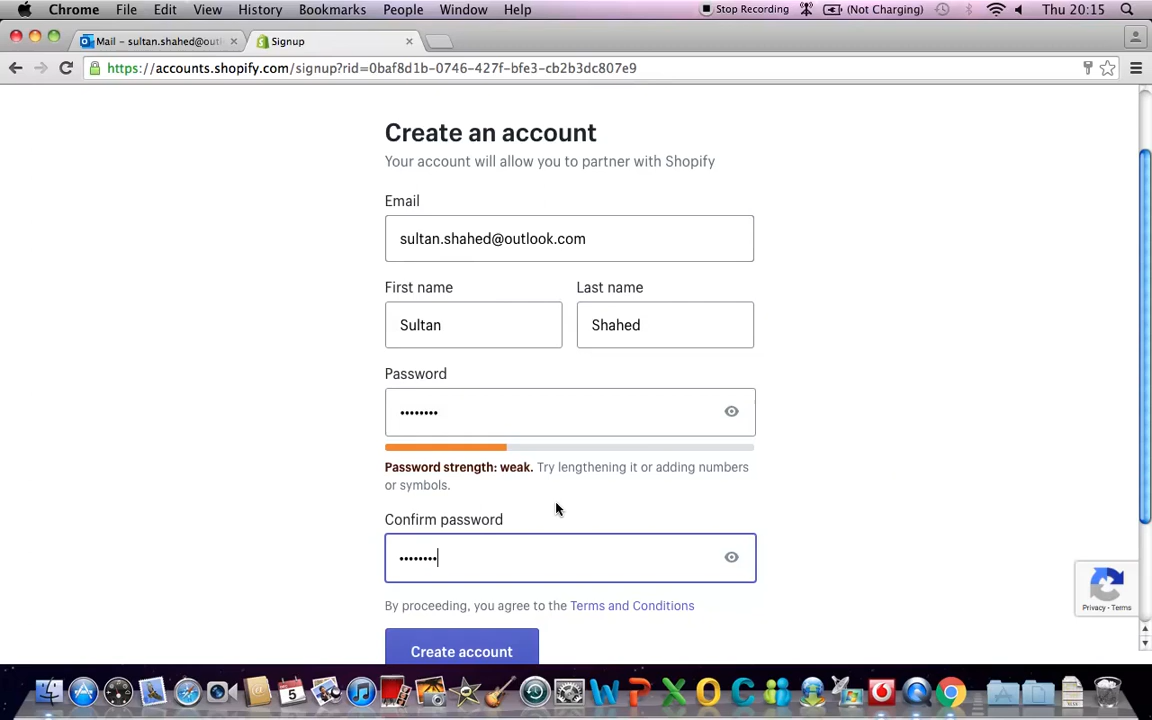 Chrome File Edit View History Bookmarks People Window Help Stop Recording (Not Charging) Thu 20:15
Mail – sultan.shahed@outl Signup
https://accounts.shopify.com/signup?rid=0baf8d1b-0746-427f-bfe3-cb2b3dc807e9
Create an account
Your account will allow you to partner with Shopify
Email
sultan.shahed@outlook.com
First name Last name
Sultan Shahed
Password
••••••••
Password strength: weak. Try lengthening it or adding numbers
or symbols.
Confirm password
••••••••
By proceeding, you agree to the Terms and Conditions
Privacy - Terms
Create account
5
W P X O C